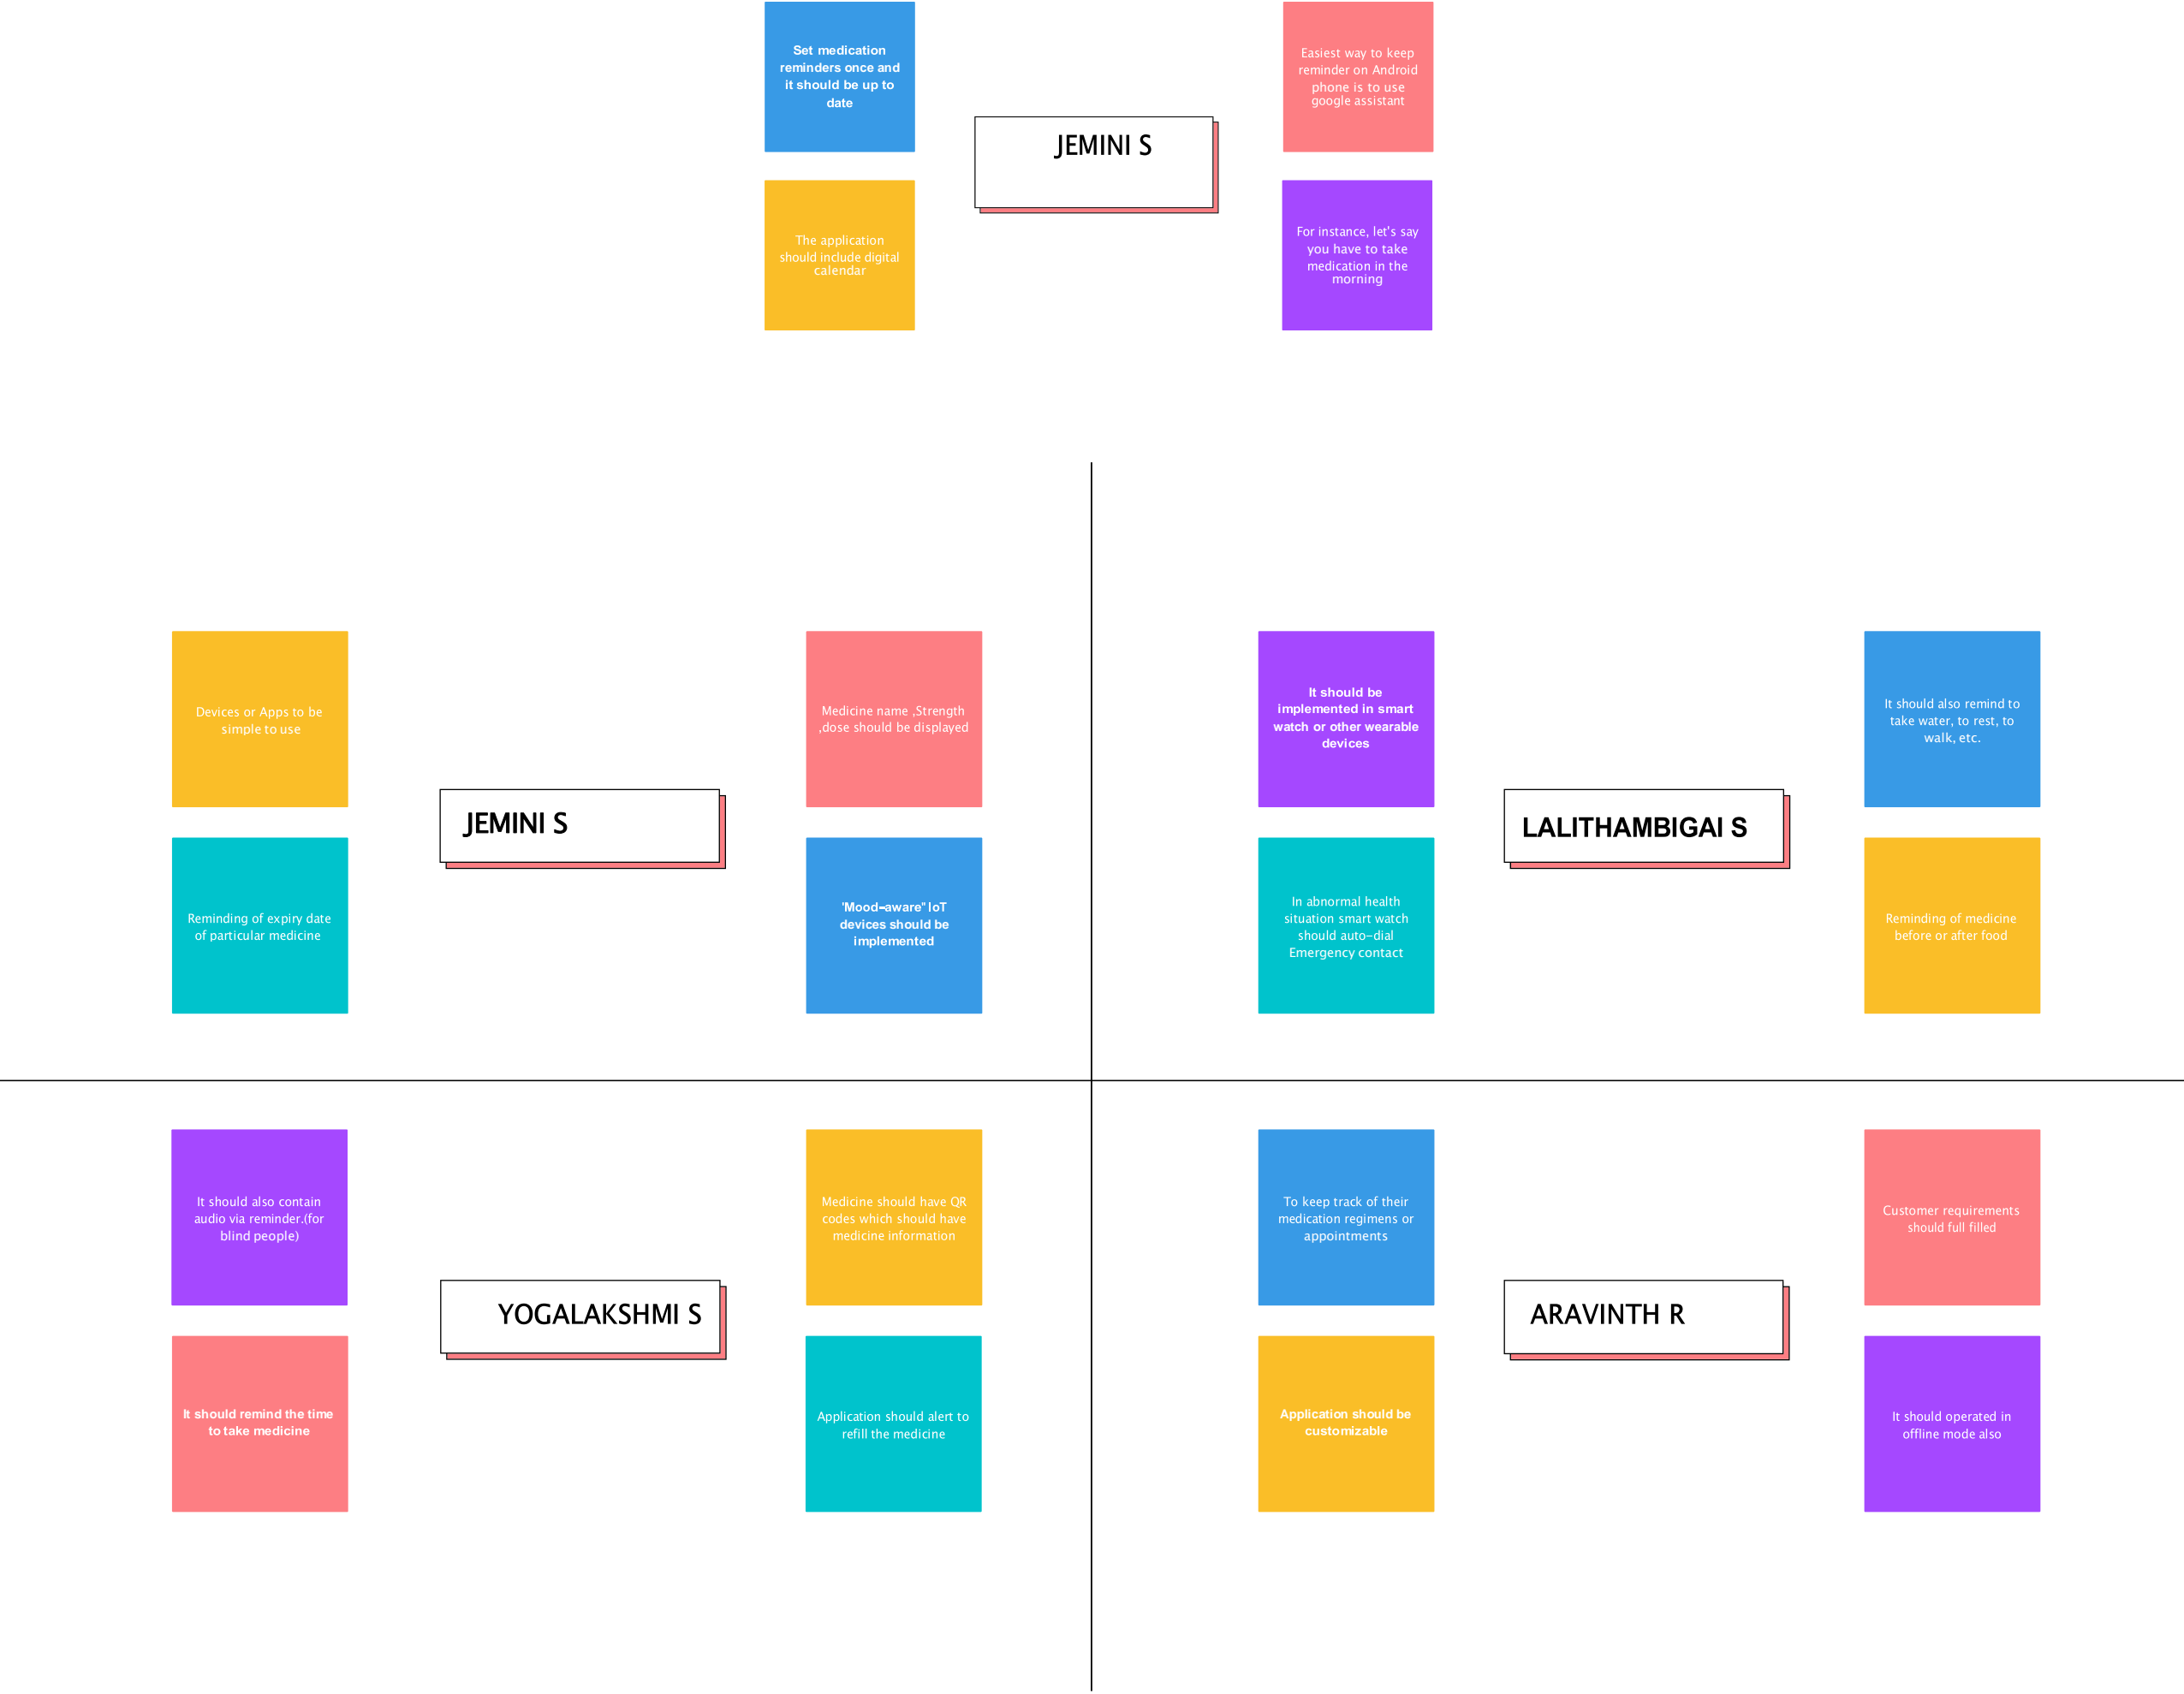 Set medication
reminders once and
it should be up to
date
Easiest way to keep
reminder on Android
phone is to use
google assistant
JEMINI S
The application
should include digital
calendar
For instance, let's say
you have to take
medication in the
morning
Devices or Apps to be
simple to use
Medicine name ,Strength
,dose should be displayed
JEMINI S
Reminding of expiry date
of particular medicine
'Mood-aware" IoT
devices should be
implemented
It should be
implemented in smart
watch or other wearable
devices
It should also remind to
take water, to rest, to
walk, etc.
LALITHAMBIGAI S
In abnormal health
situation smart watch
should auto-dial
Emergency contact
Reminding of medicine
before or after food
It should also contain
audio via reminder.(for
blind people)
Medicine should have QR
codes which should have
medicine information
YOGALAKSHMI S
It should remind the time
to take medicine
Application should alert to
refill the medicine
To keep track of their
medication regimens or
appointments
Customer requirements
should full filled
ARAVINTH R
Application should be
customizable
It should operated in
offline mode also